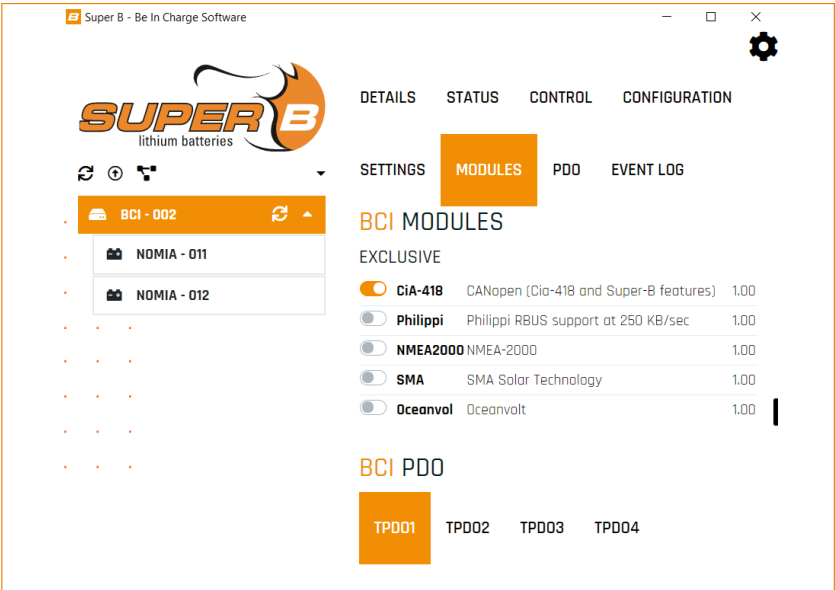 Super B - Be In Charge Software
SUPER B
lithium batteries
DETAILS STATUS CONTROL CONFIGURATION
SETTINGS MODULES PDO EVENT LOG
BCI - 002
NOMIA - 011
NOMIA - 012
BCI MODULES
EXCLUSIVE
CiA-418 CANopen (Cia-418 and Super-B features) 1.00
Philippi Philippi RBUS support at 250 KB/sec 1.00
NMEA2000 NMEA-2000 1.00
SMA SMA Solar Technology 1.00
Oceanvol Oceanvolt 1.00
BCI PDO
TPDO1 TPDO2 TPDO3 TPDO4